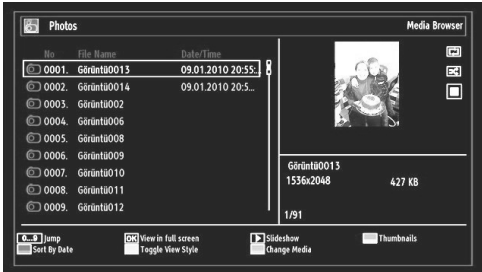 Photos
Media Browser
No File Name Date/Time
0001. Görüntü0013 09.01.2010 20:55:..
0002. Görüntü0014 09.01.2010 20:5...
0003. Görüntü002
0004. Görüntü006
0005. Görüntü008
0006. Görüntü009
0007. Görüntü010
0008. Görüntü011
0009. Görüntü012
Görüntü0013
1536x2048 427 KB
1/91
0...9 Jump OK View in full screen Slideshow Thumbnails
Sort By Date Toggle View Style Change Media